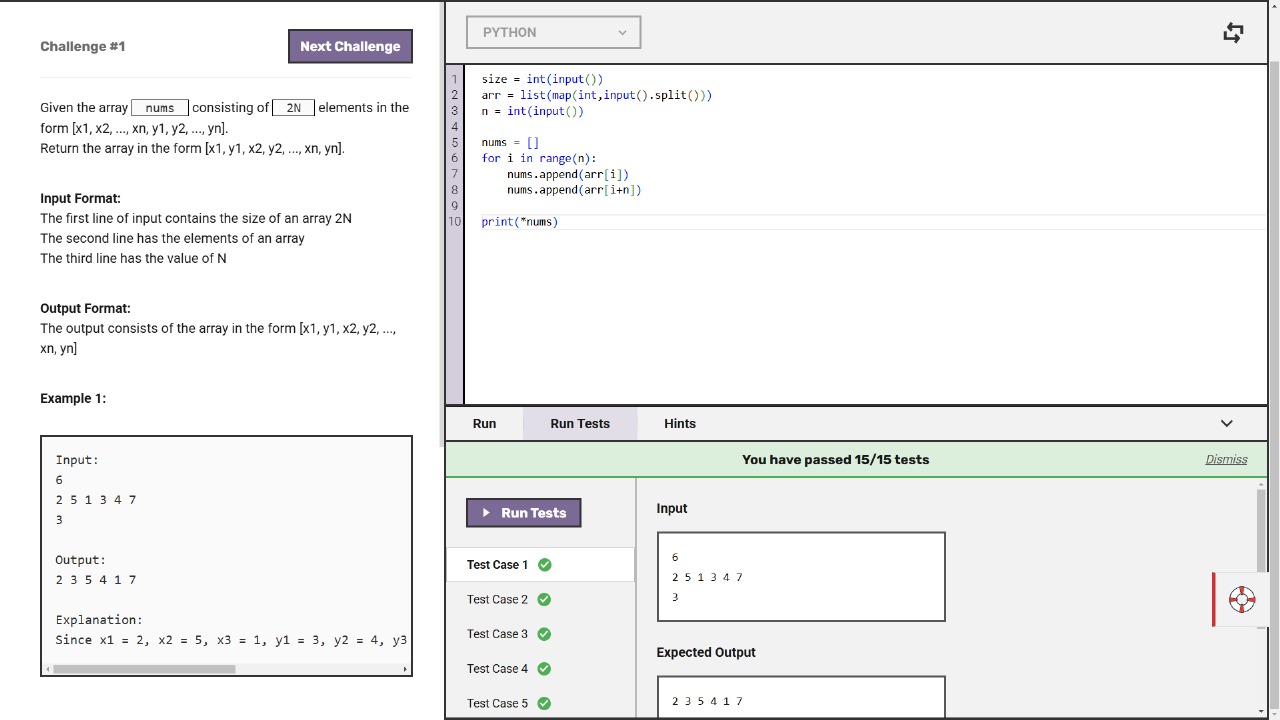 Challenge #1
Next Challenge
Given the array nums consisting of 2N elements in the
form [x1, x2, ..., xn, y1, y2, ..., yn].
Return the array in the form [x1, y1, x2, y2, ..., xn, yn].
Input Format:
The first line of input contains the size of an array 2N
The second line has the elements of an array
The third line has the value of N
Output Format:
The output consists of the array in the form [x1, y1, x2, y2, ...,
xn, yn]
Example 1:
Input:
6
2 5 1 3 4 7
3
Output:
2 3 5 4 1 7
Explanation:
Since x1 = 2, x2 = 5, x3 = 1, y1 = 3, y2 = 4, y3
PYTHON
1 size = int(input())
2 arr = list(map(int,input().split()))
3 n = int(input())
4
5 nums = []
6 for i in range(n):
7     nums.append(arr[i])
8     nums.append(arr[i+n])
9
10 print(*nums)
Run
Run Tests
Hints
You have passed 15/15 tests
Dismiss
Run Tests
Test Case 1
Test Case 2
Test Case 3
Test Case 4
Test Case 5
Input
6
2 5 1 3 4 7
3
Expected Output
2 3 5 4 1 7